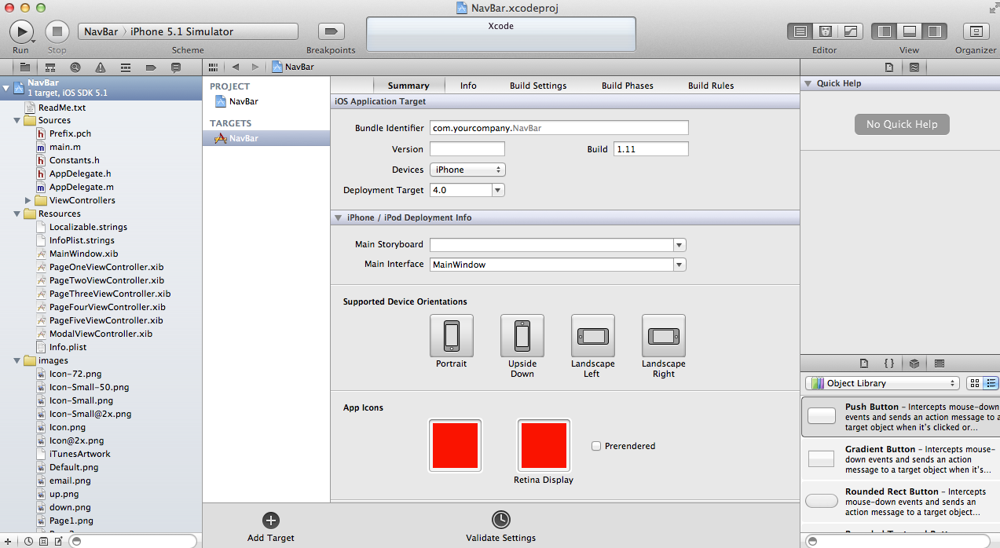 NavBar.xcodeproj
NavBar
iPhone 5.1 Simulator
Xcode
Run
Stop
Scheme
Breakpoints
Editor
View
Organizer
NavBar
1 target, iOS SDK 5.1
ReadMe.txt
Sources
Prefix.pch
main.m
Constants.h
AppDelegate.h
AppDelegate.m
ViewControllers
Resources
Localizable.strings
InfoPlist.strings
MainWindow.xib
PageOneViewController.xib
PageTwoViewController.xib
PageThreeViewController.xib
PageFourViewController.xib
PageFiveViewController.xib
ModalViewController.xib
Info.plist
images
Icon-72.png
Icon-Small-50.png
Icon-Small.png
Icon-Small@2x.png
Icon.png
Icon@2x.png
iTunesArtwork
Default.png
email.png
up.png
down.png
Page1.png
NavBar
PROJECT
NavBar
TARGETS
NavBar
Add Target
Summary
Info
Build Settings
Build Phases
Build Rules
iOS Application Target
Bundle Identifier com.yourcompany.NavBar
Version
Build 1.11
Devices iPhone
Deployment Target 4.0
iPhone / iPod Deployment Info
Main Storyboard
Main Interface MainWindow
Supported Device Orientations
Portrait
Upside
Down
Landscape
Left
Landscape
Right
App Icons
Prerendered
Retina Display
Validate Settings
Quick Help
No Quick Help
{ }
Object Library
Push Button - Intercepts mouse-down
events and sends an action message to a
target object when it's clicked or...
Gradient Button - Intercepts mouse-
down events and sends an action
message to a target object when it's...
Rounded Rect Button - Intercepts
mouse-down events and sends an
action message to a target object...